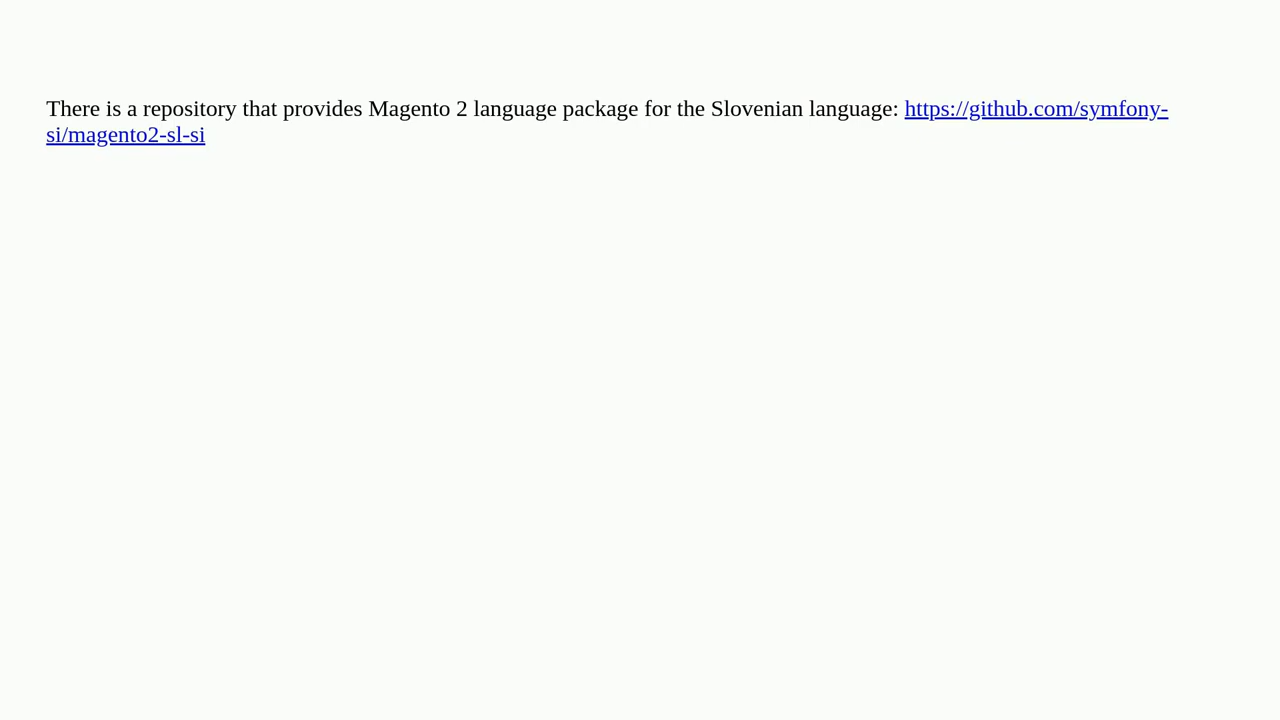 There is a repository that provides Magento 2 language package for the Slovenian language: https://github.com/symfony-
si/magento2-sl-si